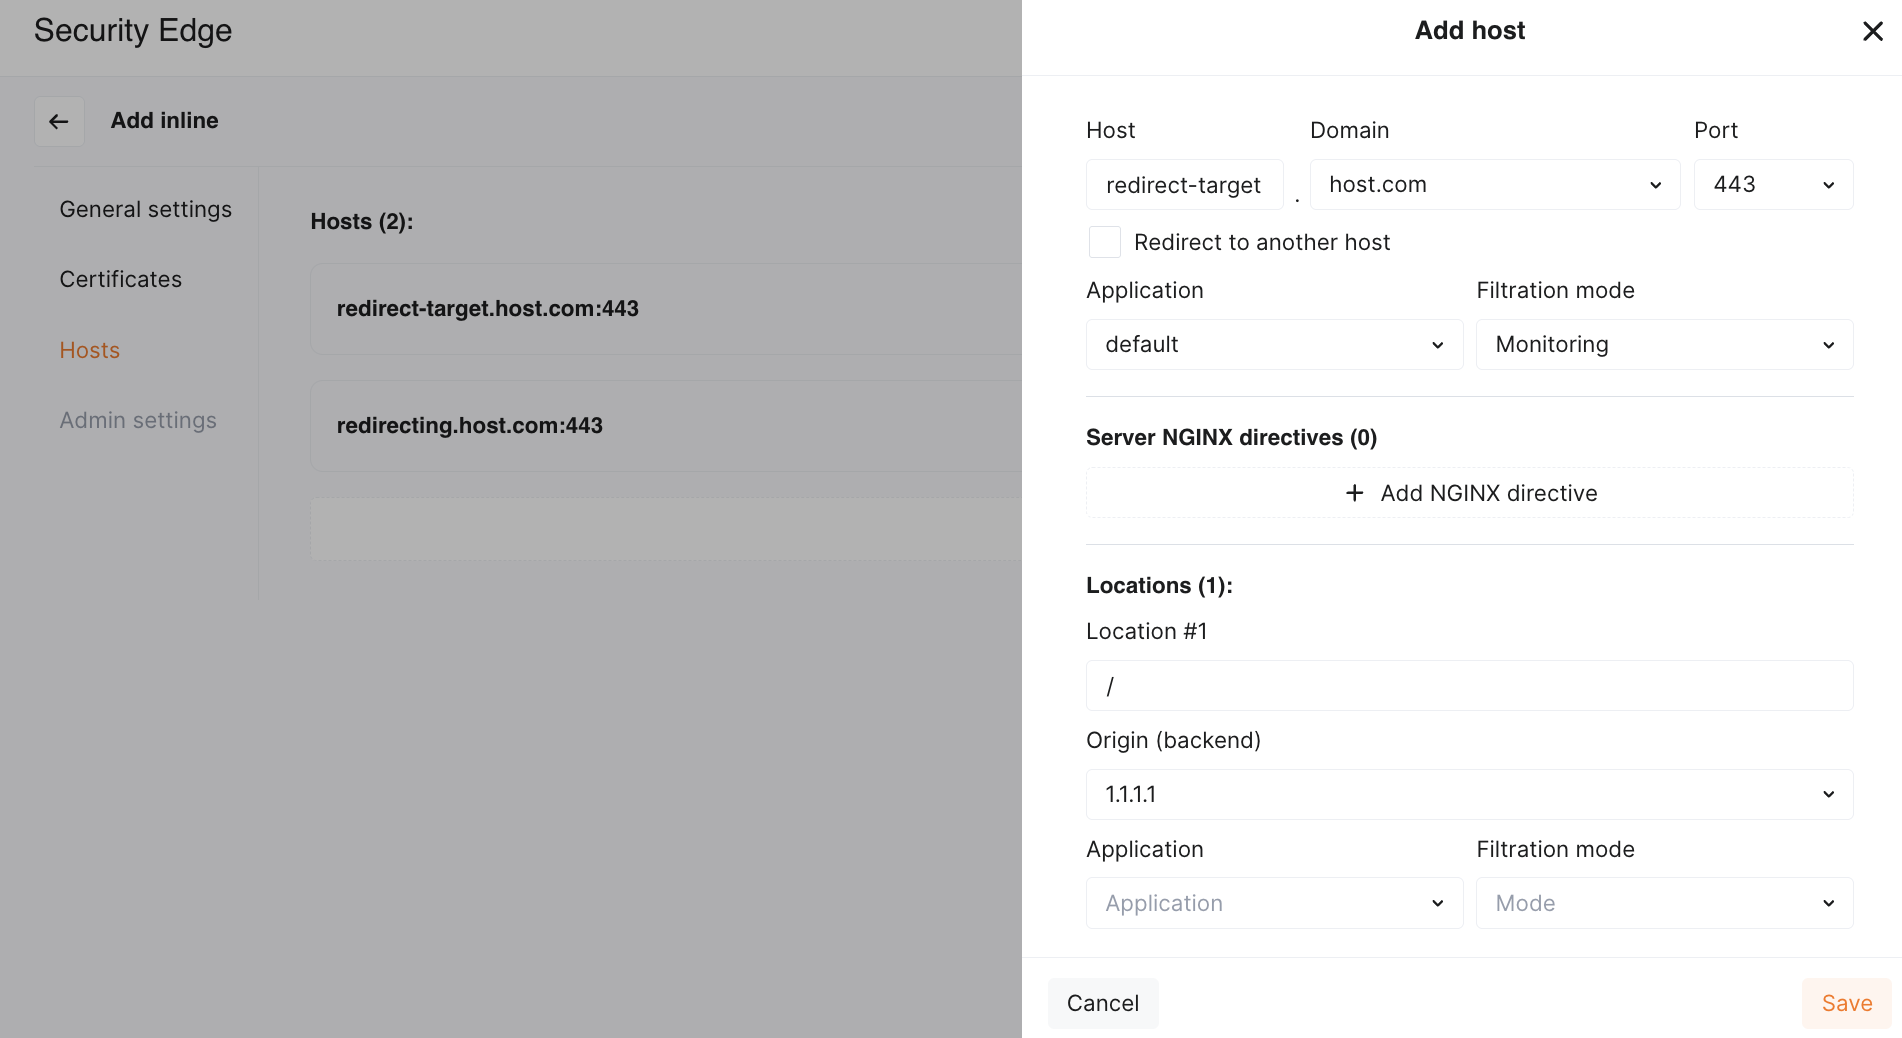 Security Edge
Add inline
General settings
Certificates
Hosts
Admin settings
Hosts (2):
redirect-target.host.com:443
redirecting.host.com:443
Add host
Host
Domain
Port
redirect-target
.
host.com
443
Redirect to another host
Application
Filtration mode
default
Monitoring
Server NGINX directives (0)
Add NGINX directive
Locations (1):
Location #1
/
Origin (backend)
1.1.1.1
Application
Filtration mode
Application
Mode
Cancel
Save